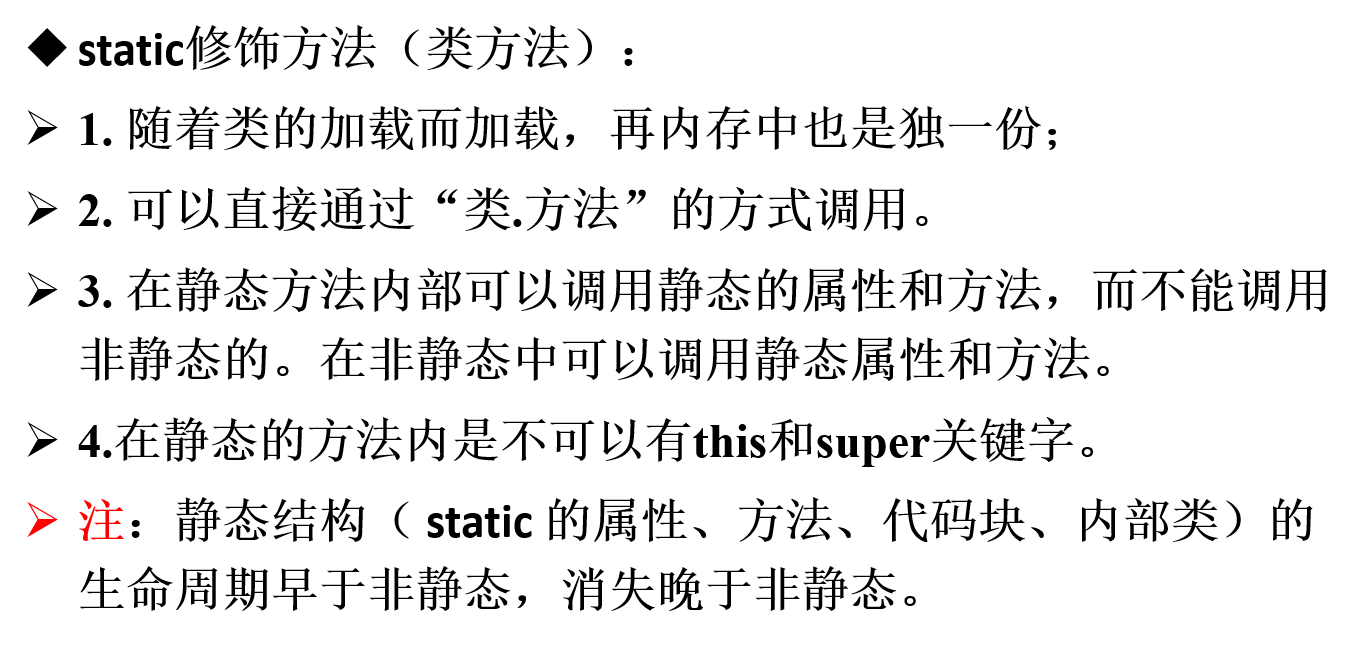 ◆ static修饰方法（类方法）：
➢ 1. 随着类的加载而加载，再内存中也是独一份；
➢ 2. 可以直接通过“类.方法”的方式调用。
➢ 3. 在静态方法内部可以调用静态的属性和方法，而不能调用
非静态的。在非静态中可以调用静态属性和方法。
➢ 4.在静态的方法内是不可以有this和super关键字。
➢ 注：静态结构（ static 的属性、方法、代码块、内部类）的
生命周期早于非静态，消失晚于非静态。